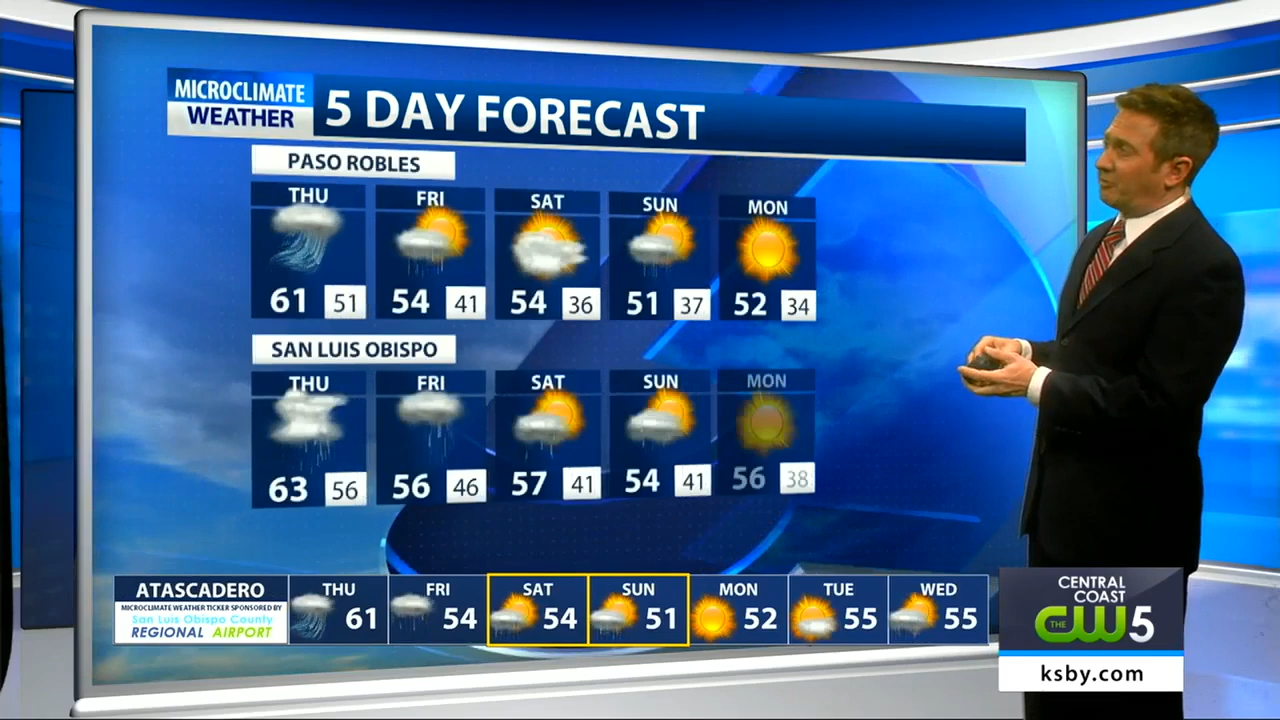 MICROCLIMATE
WEATHER
5 DAY FORECAST
PASO ROBLES
THU FRI SAT SUN MON
61 51 54 41 54 36 51 37 52 34
SAN LUIS OBISPO
THU FRI SAT SUN MON
63 56 56 46 57 41 54 41 56 38
ATASCADERO
MICROCLIMATE WEATHER TICKER SPONSORED BY
San Luis Obispo County
REGIONAL AIRPORT
THU FRI SAT SUN MON TUE WED
61 54 54 51 52 55 55
CENTRAL
COAST
THE CW5
ksby.com